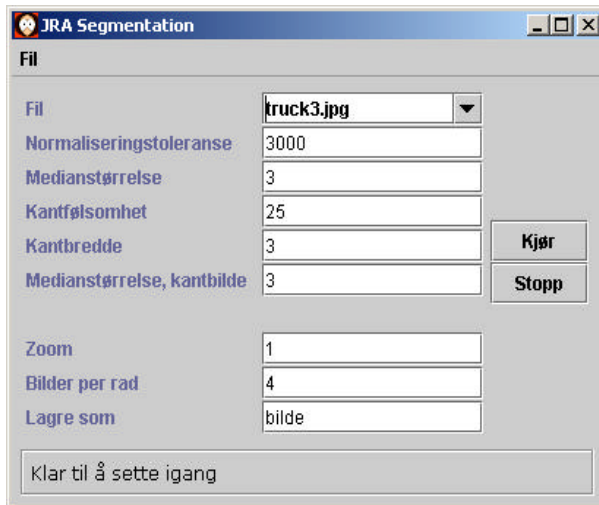 JRA Segmentation
Fil
Fil truck3.jpg
Normaliseringstoleranse 3000
Medianstørrelse 3
Kantfølsomhet 25
Kantbredde 3 Kjør
Medianstørrelse, kantbilde 3 Stopp
Zoom 1
Bilder per rad 4
Lagre som bilde
Klar til å sette igang